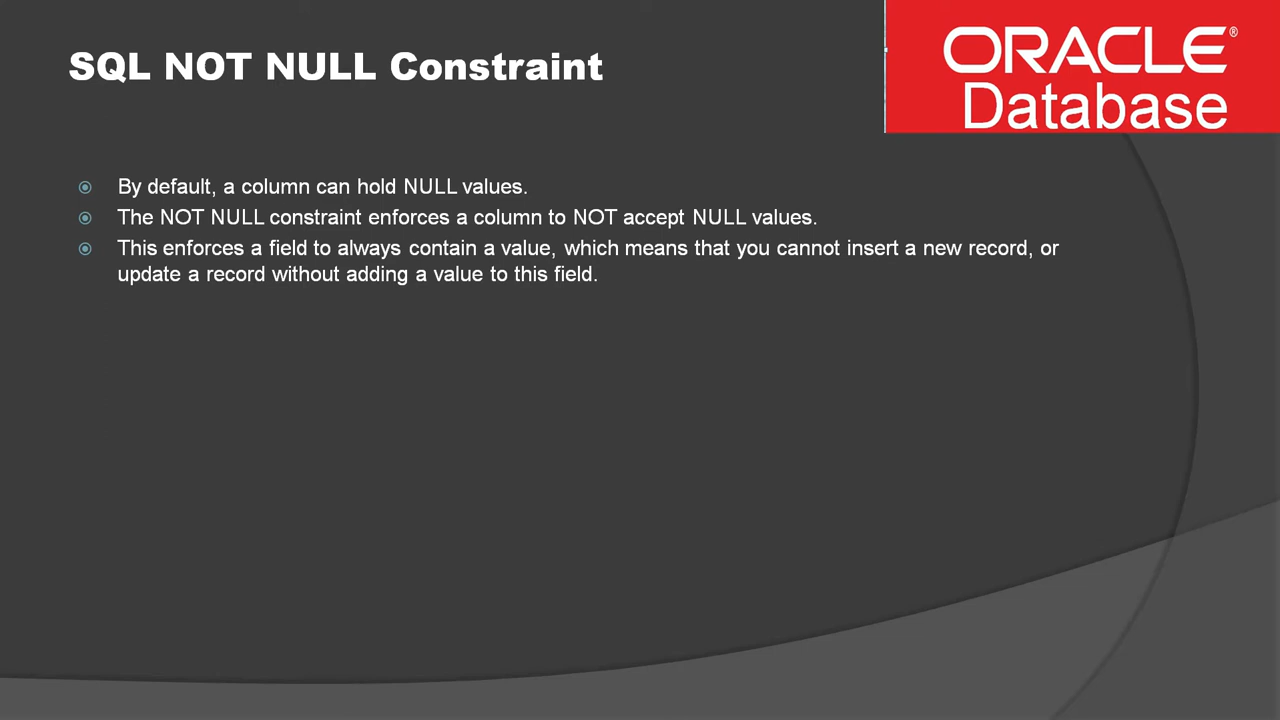 SQL NOT NULL Constraint
ORACLE®
Database
By default, a column can hold NULL values.
The NOT NULL constraint enforces a column to NOT accept NULL values.
This enforces a field to always contain a value, which means that you cannot insert a new record, or
update a record without adding a value to this field.